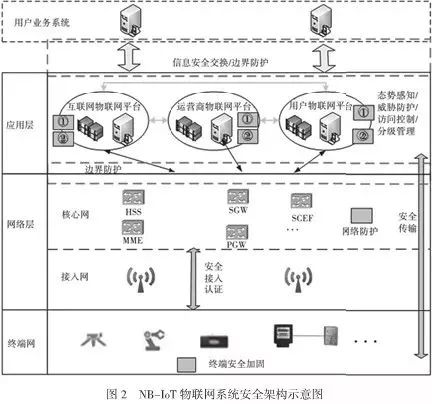 用户业务系统
信息安全交换/边界防护
应用层
互联网物联网平台
运营商物联网平台
用户物联网平台
①
②
①
②
①
②
态势感知/
威胁防护/
访问控制/
分级管理
边界防护
网络层
核心网
HSS
SGW
SCEF
MME
PGW
...
网络防护
安全
传输
接入网
安全
接入
认证
终端网
...
终端安全加固
图 2 NB-IoT 物联网系统安全架构示意图